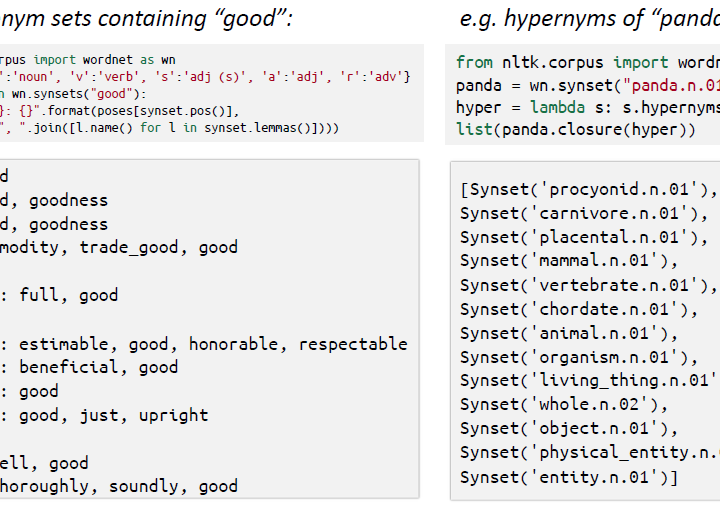 nym sets containing “good”:
rpus import wordnet as wn
':'noun', 'v':'verb', 's':'adj (s)', 'a':'adj', 'r':'adv'}
n wn.synsets("good"):
}: {}".format(poses[synset.pos()],
", ".join([l.name() for l in synset.lemmas()])))
d
d, goodness
d, goodness
modity, trade_good, good
: full, good
: estimable, good, honorable, respectable
: beneficial, good
: good
: good, just, upright
ell, good
horoughly, soundly, good
e.g. hypernyms of “panda
from nltk.corpus import wordn
panda = wn.synset("panda.n.01
hyper = lambda s: s.hypernyms
list(panda.closure(hyper))
[Synset('procyonid.n.01'),
Synset('carnivore.n.01'),
Synset('placental.n.01'),
Synset('mammal.n.01'),
Synset('vertebrate.n.01'),
Synset('chordate.n.01'),
Synset('animal.n.01'),
Synset('organism.n.01'),
Synset('living_thing.n.01'
Synset('whole.n.02'),
Synset('object.n.01'),
Synset('physical_entity.n.0
Synset('entity.n.01')]